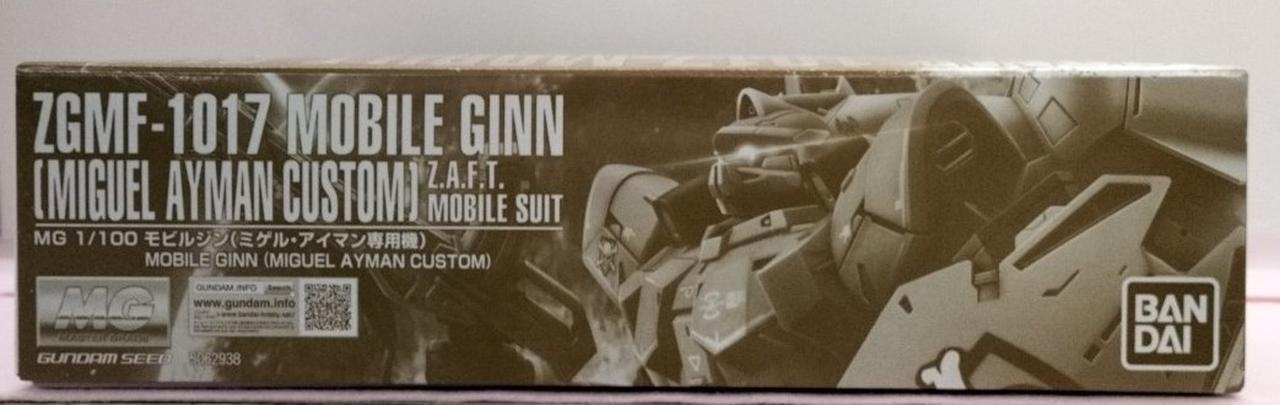 ZGMF-1017 MOBILE GINN
(MIGUEL AYMAN CUSTOM) Z.A.F.T.
MOBILE SUIT
MG 1/100 モビルジン(ミゲル・アイマン専用機)
MOBILE GINN (MIGUEL AYMAN CUSTOM)
MG
MASTER GRADE
GUNDAM.INFO Search
www.gundam.info
GUNDAM SEED 5062938
BAN
DAI